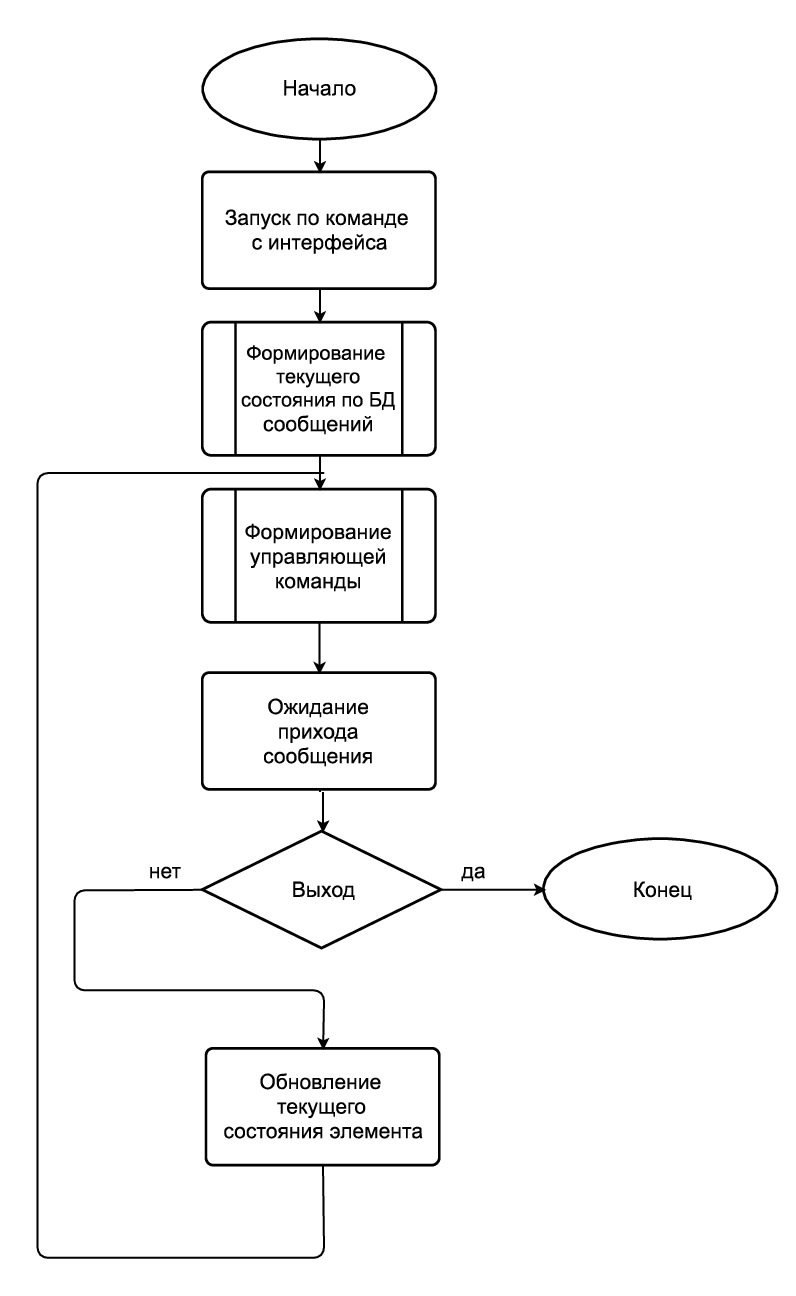 Начало
Запуск по команде
с интерфейса
Формирование
текущего
состояния по БД
сообщений
Формирование
управляющей
команды
Ожидание
прихода
сообщения
нет
Выход
да
Конец
Обновление
текущего
состояния элемента